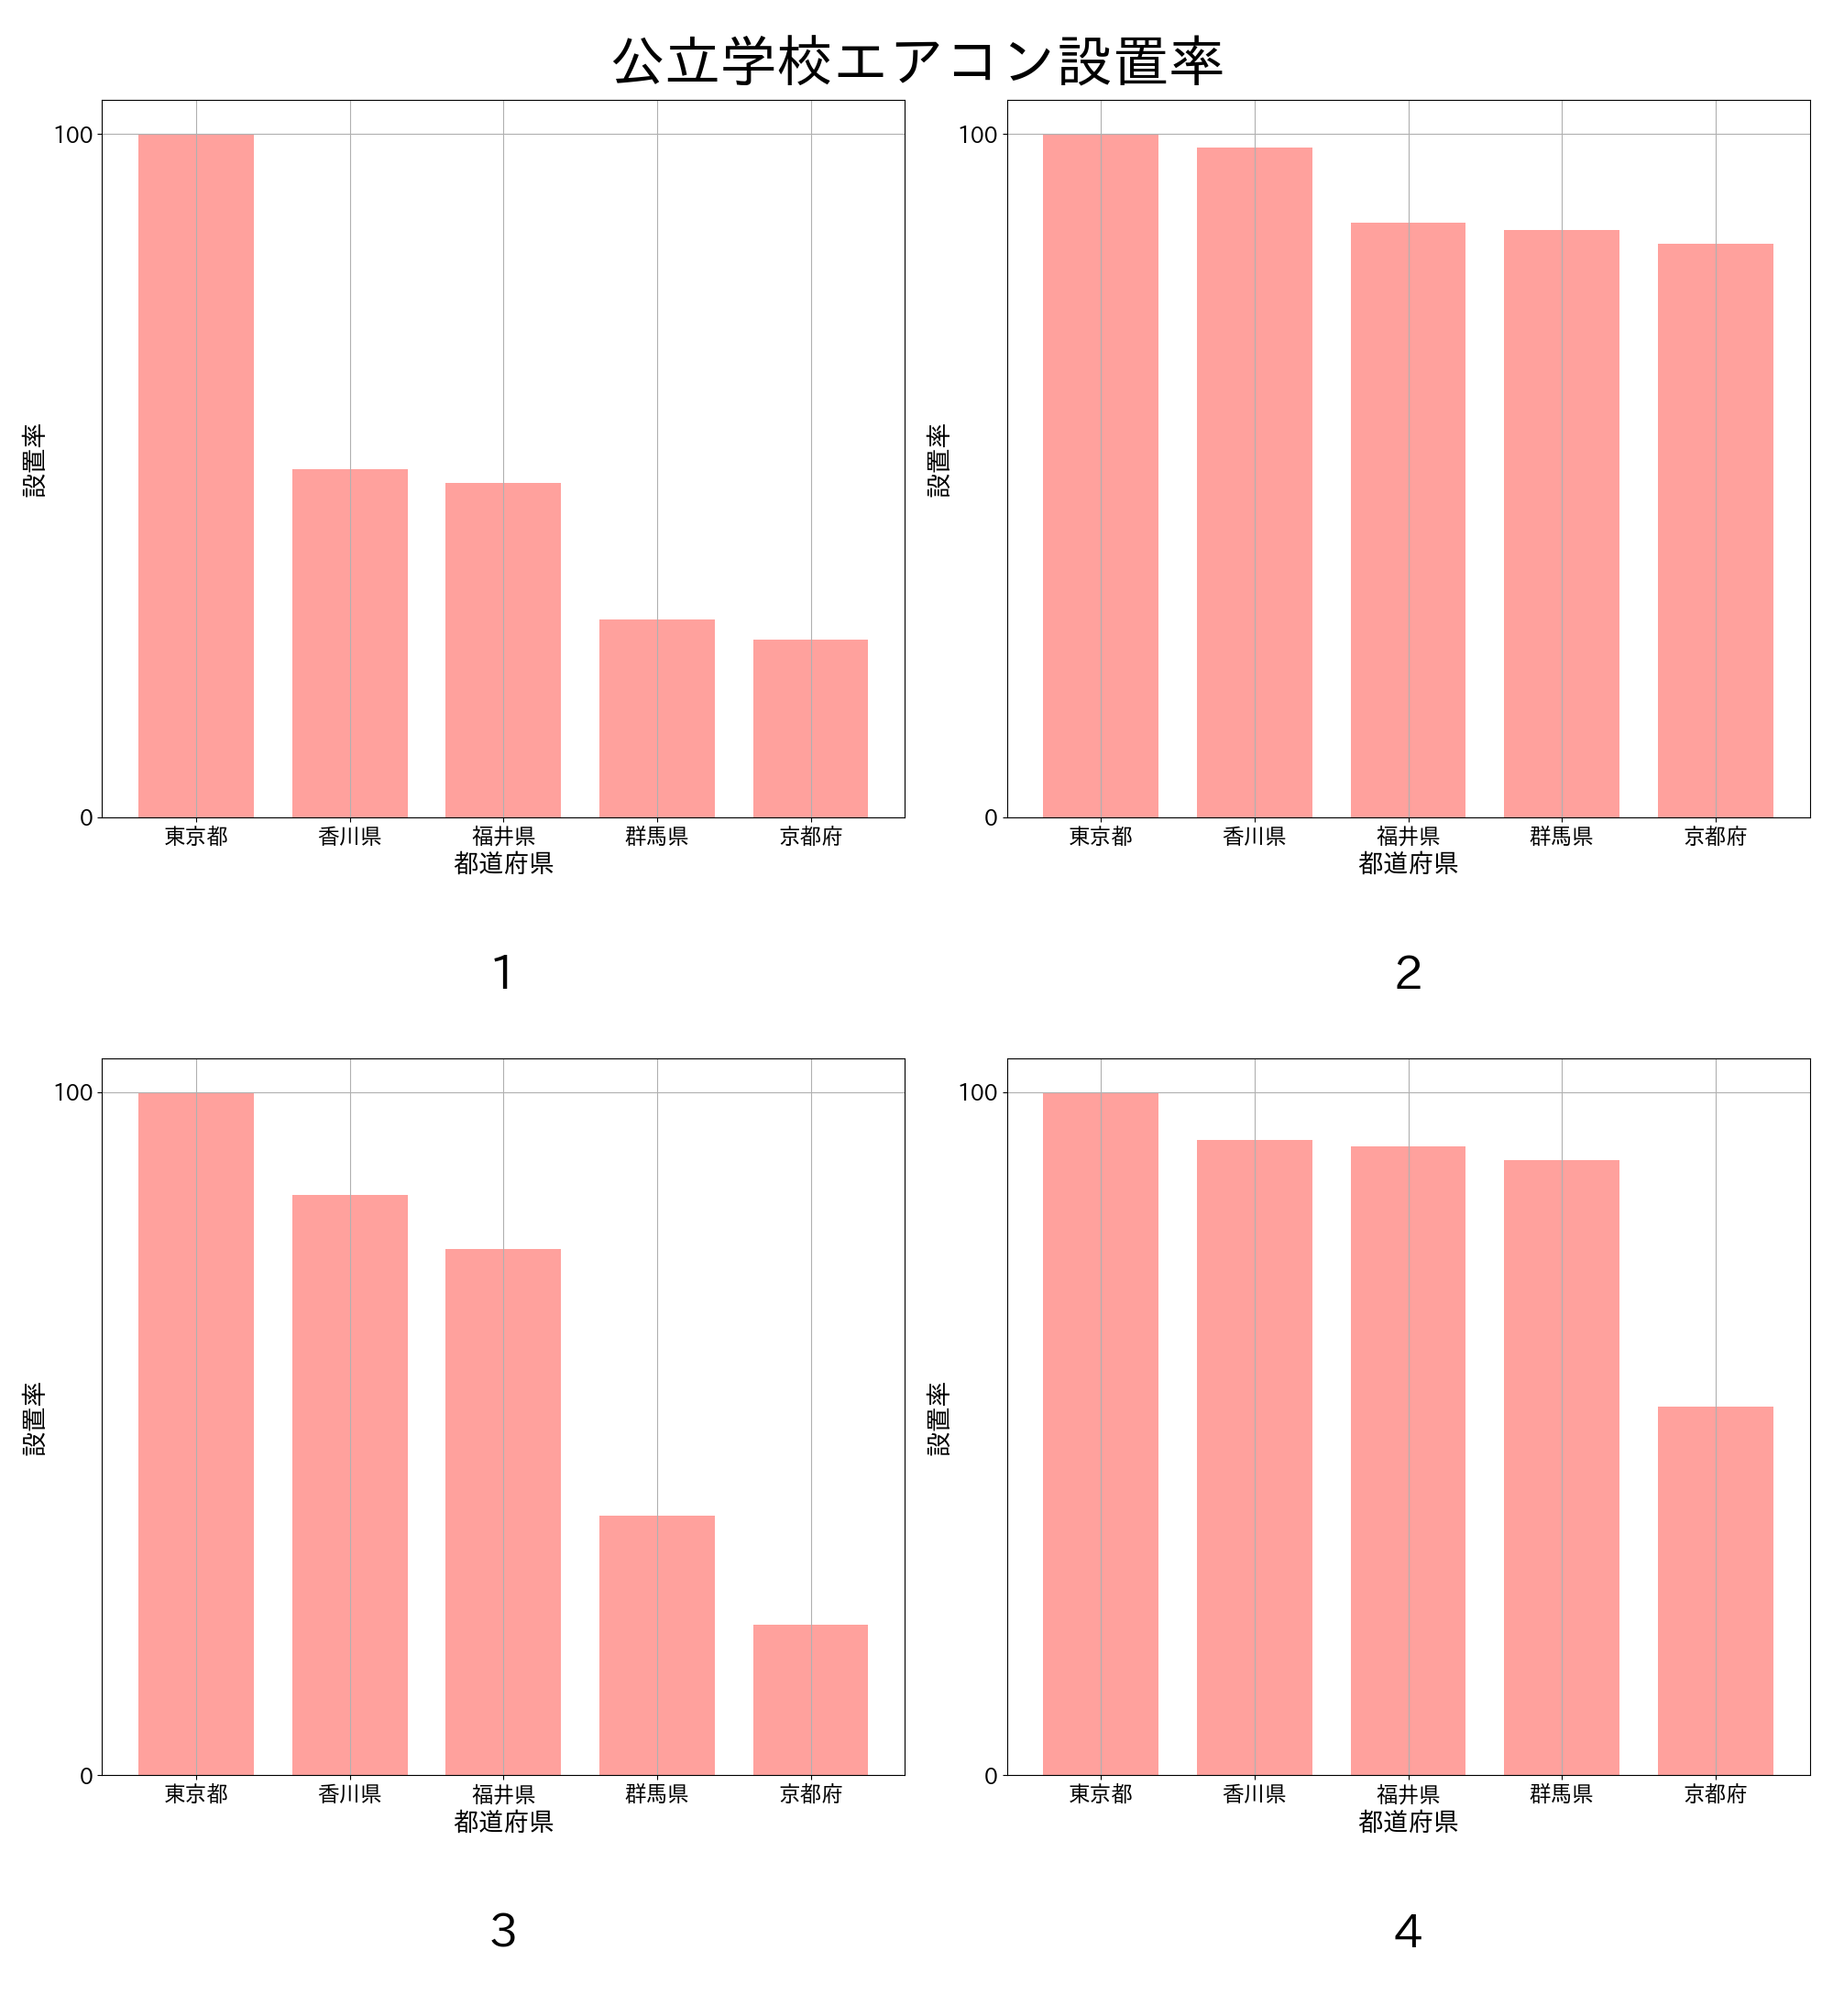 公立学校エアコン設置率
100
0
設置率
東京都 香川県 福井県 群馬県 京都府
都道府県
1
100
0
設置率
東京都 香川県 福井県 群馬県 京都府
都道府県
2
100
0
設置率
東京都 香川県 福井県 群馬県 京都府
都道府県
3
100
0
設置率
東京都 香川県 福井県 群馬県 京都府
都道府県
4